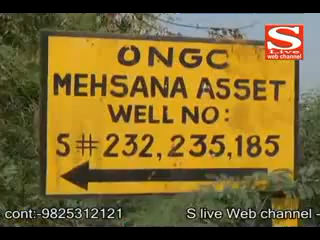 S
Live
web channel
ONGC
MEHSANA ASSET
WELL NO:
S# 232, 235, 185
cont:-9825312121 S live Web channel -